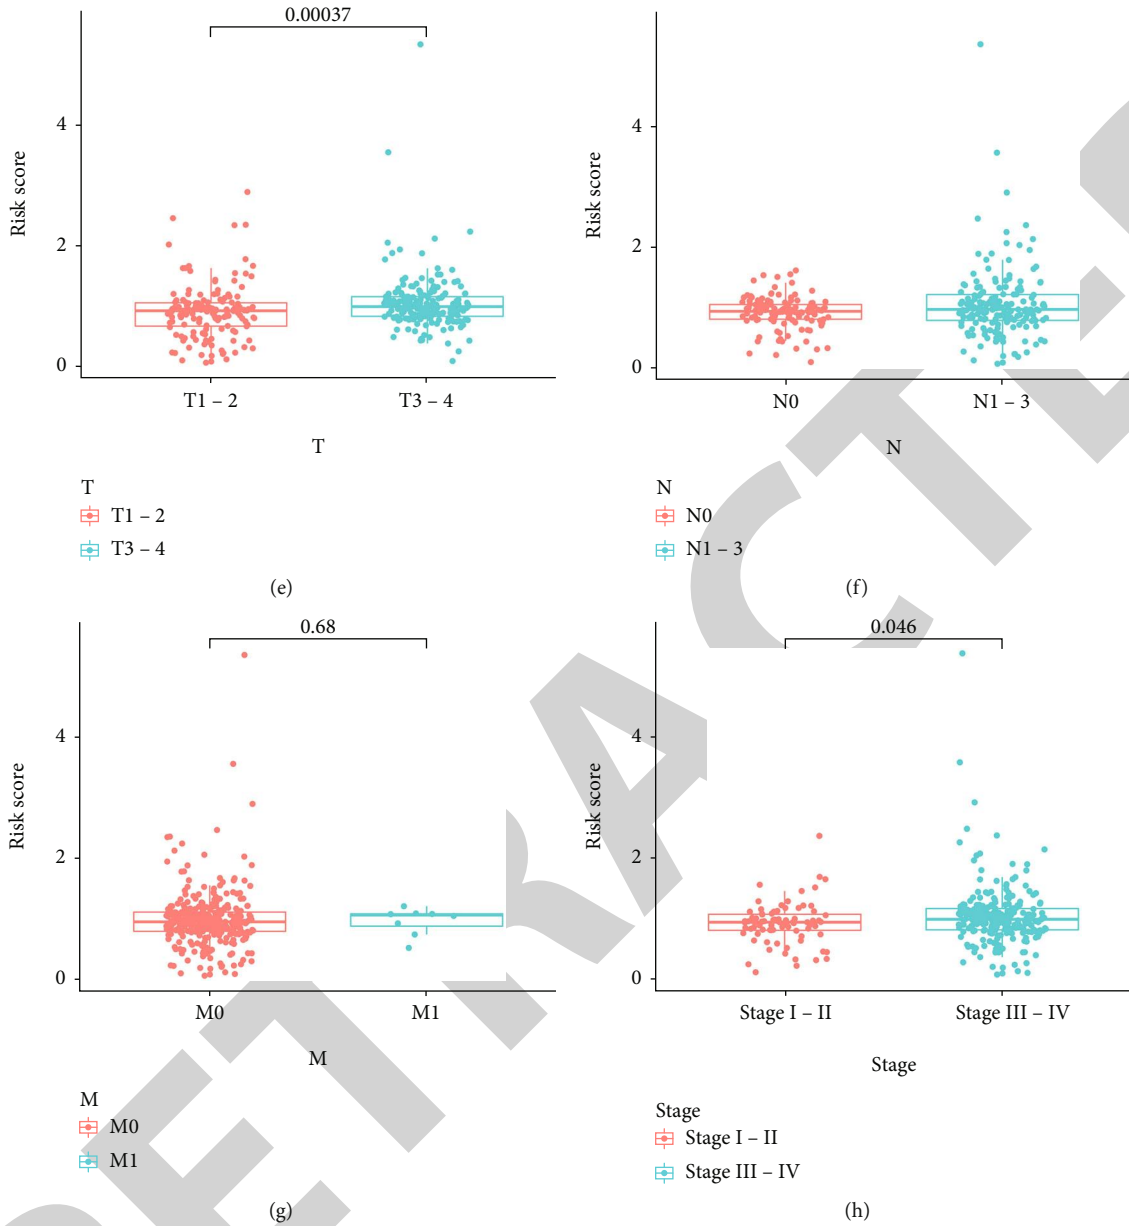 0.00037
Risk score
4
2
0
T1 – 2
T3 – 4
T
T
T1 – 2
T3 – 4
(e)
Risk score
4
2
0
N0
N1 – 3
N
N
N0
N1 – 3
(f)
0.68
Risk score
4
2
0
M0
M1
M
M
M0
M1
(g)
0.046
Risk score
4
2
0
Stage I – II
Stage III – IV
Stage
Stage
Stage I – II
Stage III – IV
(h)